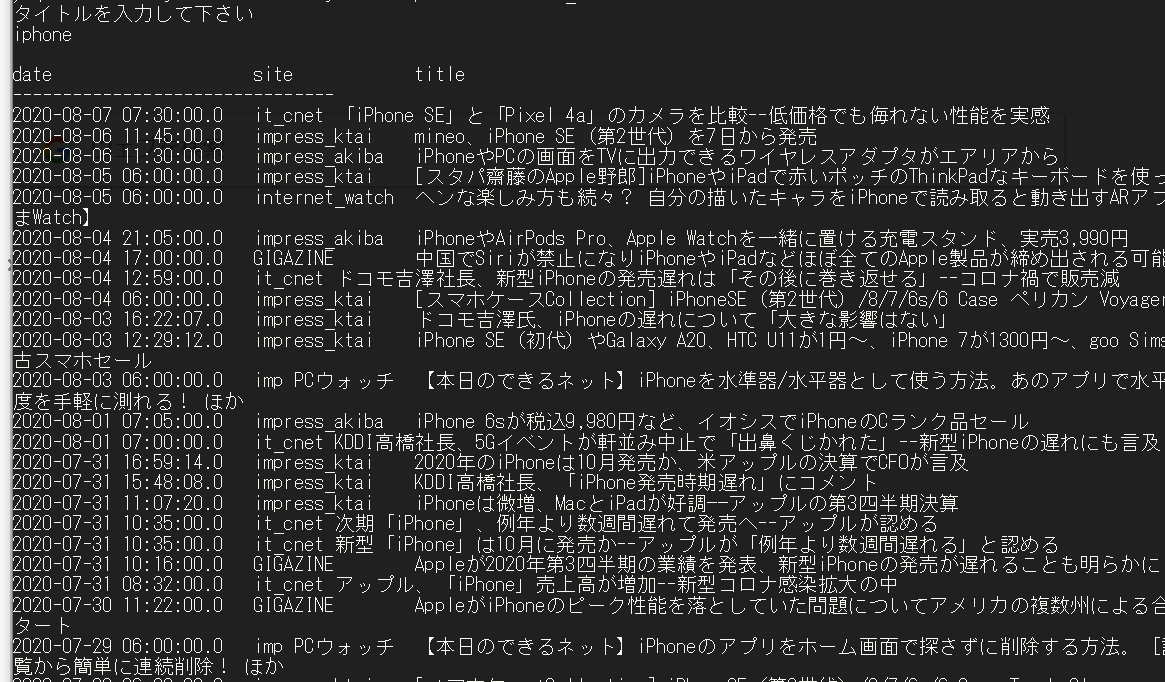 タイトルを入力して下さい
iphone
date site title
--------------------------------
2020-08-07 07:30:00.0 it_cnet 「iPhone SE」と「Pixel 4a」のカメラを比較--低価格でも侮れない性能を実感
2020-08-06 11:45:00.0 impress_ktai mineo、iPhone SE（第2世代）を7日から発売
2020-08-06 11:30:00.0 impress_akiba iPhoneやPCの画面をTVに出力できるワイヤレスアダプタがエアリアから
2020-08-05 06:00:00.0 impress_ktai [スタパ齋藤のApple野郎]iPhoneやiPadで赤いポッチのThinkPadなキーボードを使っ
2020-08-05 06:00:00.0 internet_watch ヘンな楽しみ方も続々？ 自分の描いたキャラをiPhoneで読み取ると動き出すARアプ
まWatch】
2020-08-04 21:05:00.0 impress_akiba iPhoneやAirPods Pro、Apple Watchを一緒に置ける充電スタンド、実売3,990円
2020-08-04 17:00:00.0 GIGAZINE 中国でSiriが禁止になりiPhoneやiPadなどほぼ全てのApple製品が締め出される可能
2020-08-04 12:59:00.0 it_cnet ドコモ吉澤社長、新型iPhoneの発売遅れは「その後に巻き返せる」--コロナ禍で販売減
2020-08-04 06:00:00.0 impress_ktai [スマホケースCollection] iPhoneSE（第2世代）/8/7/6s/6 Case ペリカン Voyager
2020-08-03 16:22:07.0 impress_ktai ドコモ吉澤氏、iPhoneの遅れについて「大きな影響はない」
2020-08-03 12:29:12.0 impress_ktai iPhone SE（初代）やGalaxy A20、HTC U11が1円～、iPhone 7が1300円～、goo Sims
古スマホセール
2020-08-03 06:00:00.0 imp PCウォッチ 【本日のできるネット】iPhoneを水準器/水平器として使う方法。あのアプリで水平
度を手軽に測れる！ ほか
2020-08-01 07:05:00.0 impress_akiba iPhone 6sが税込9,980円など、イオシスでiPhoneのCランク品セール
2020-08-01 07:00:00.0 it_cnet KDDI高橋社長、5Gイベントが軒並み中止で「出鼻くじかれた」--新型iPhoneの遅れにも言及
2020-07-31 16:59:14.0 impress_ktai 2020年のiPhoneは10月発売か、米アップルの決算でCFOが言及
2020-07-31 15:48:08.0 impress_ktai KDDI高橋社長、「iPhone発売時期遅れ」にコメント
2020-07-31 11:07:20.0 impress_ktai iPhoneは微増、MacとiPadが好調――アップルの第3四半期決算
2020-07-31 10:35:00.0 it_cnet 次期「iPhone」、例年より数週間遅れて発売へ--アップルが認める
2020-07-31 10:35:00.0 it_cnet 新型「iPhone」は10月に発売か--アップルが「例年より数週間遅れる」と認める
2020-07-31 10:16:00.0 GIGAZINE Appleが2020年第3四半期の業績を発表、新型iPhoneの発売が遅れることも明らかに
2020-07-31 08:32:00.0 it_cnet アップル、「iPhone」売上高が増加--新型コロナ感染拡大の中
2020-07-30 11:22:00.0 GIGAZINE AppleがiPhoneのピーク性能を落としていた問題についてアメリカの複数州による合
タート
2020-07-29 06:00:00.0 imp PCウォッチ 【本日のできるネット】iPhoneのアプリをホーム画面で探さずに削除する方法。
覧から簡単に連続削除！ ほか